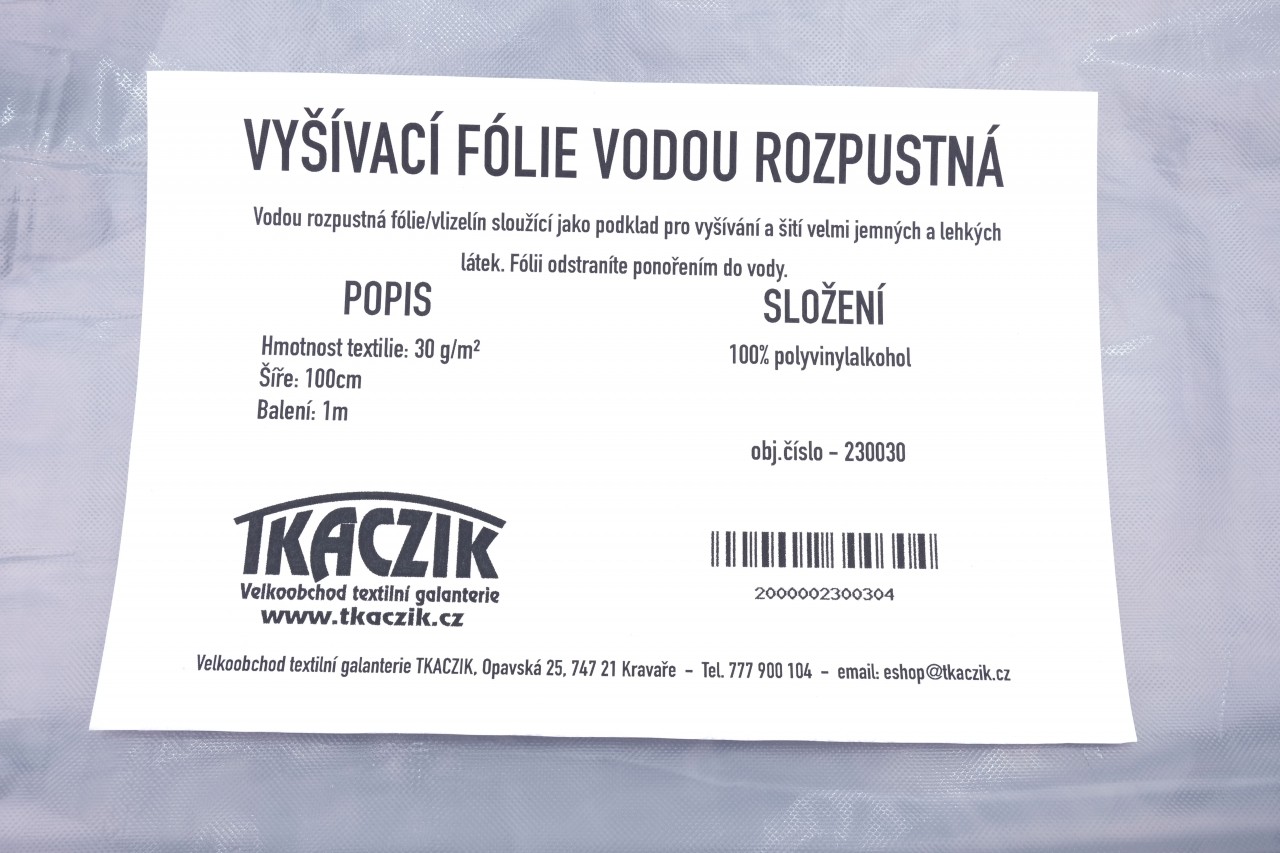 VYŠÍVACÍ FÓLIE VODOU ROZPUSTNÁ
Vodou rozpustná fólie/vlizelín sloužící jako podklad pro vyšívání a šití velmi jemných a lehkých
látek. Fólii odstraníte ponořením do vody.
POPIS
Hmotnost textilie: 30 g/m²
Šíře: 100cm
Balení: 1m
SLOŽENÍ
100% polyvinylalkohol
obj.číslo - 230030
TKACZIK
Velkoobchod textilní galanterie
www.tkaczik.cz
2000002300304
Velkoobchod textilní galanterie TKACZIK, Opavská 25, 747 21 Kravaře - Tel. 777 900 104 - email: eshop@tkaczik.cz